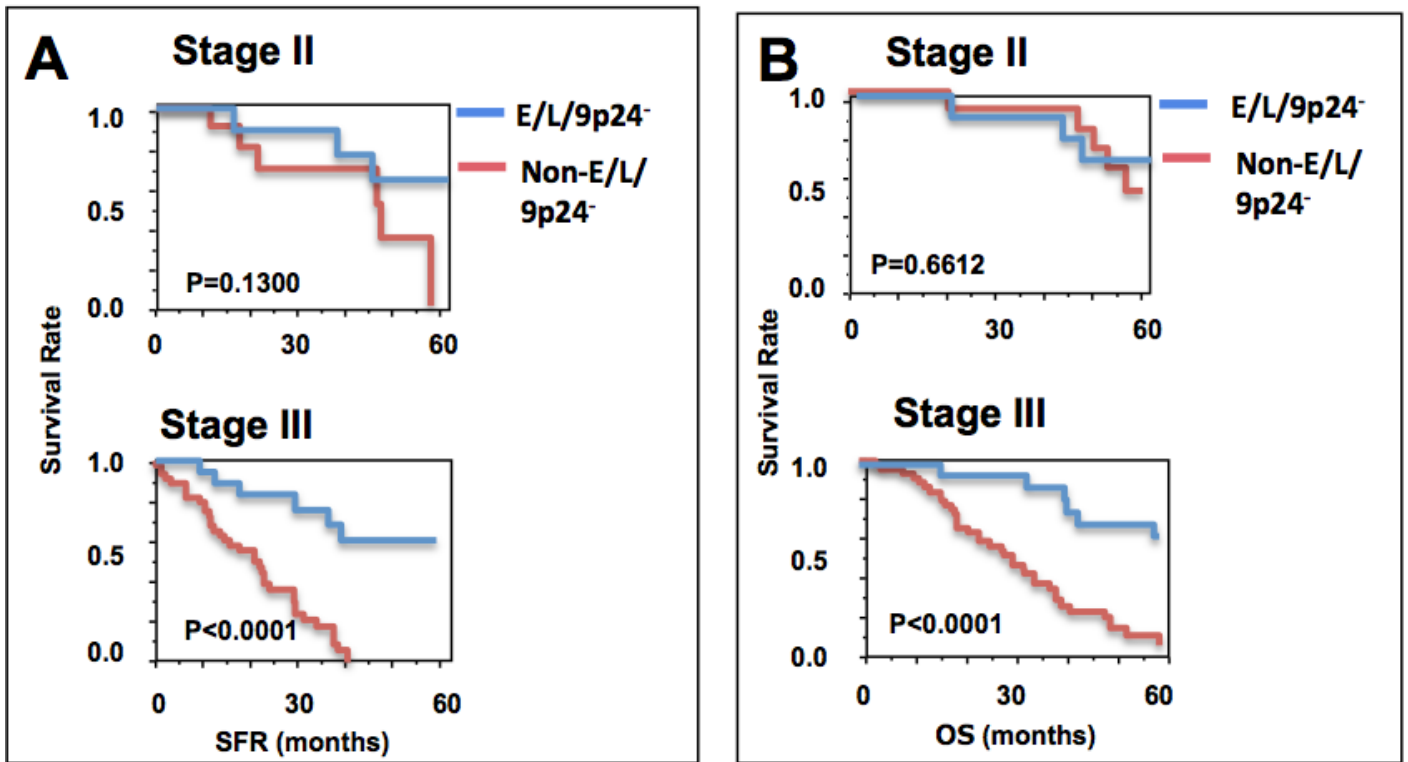 A
Stage II
1.0
0.5
0.0
P=0.1300
0
30
60
E/L/9p24⁻
Non-E/L/
9p24⁻
Survival Rate
Stage III
1.0
0.5
0.0
P<0.0001
0
30
60
SFR (months)
B
Stage II
1.0
0.5
0.0
P=0.6612
0
30
60
E/L/9p24⁻
Non-E/L/
9p24⁻
Survival Rate
Stage III
1.0
0.5
0.0
P<0.0001
0
30
60
OS (months)